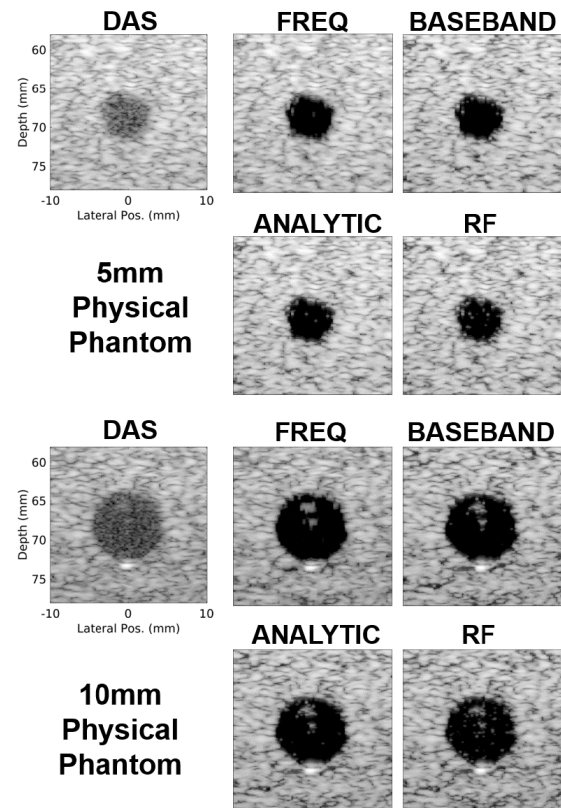 DAS
FREQ
BASEBAND
60
65
70
75
Depth (mm)
-10
0
10
Lateral Pos. (mm)
ANALYTIC
RF
5mm
Physical
Phantom
DAS
FREQ
BASEBAND
60
65
70
75
Depth (mm)
-10
0
10
Lateral Pos. (mm)
ANALYTIC
RF
10mm
Physical
Phantom